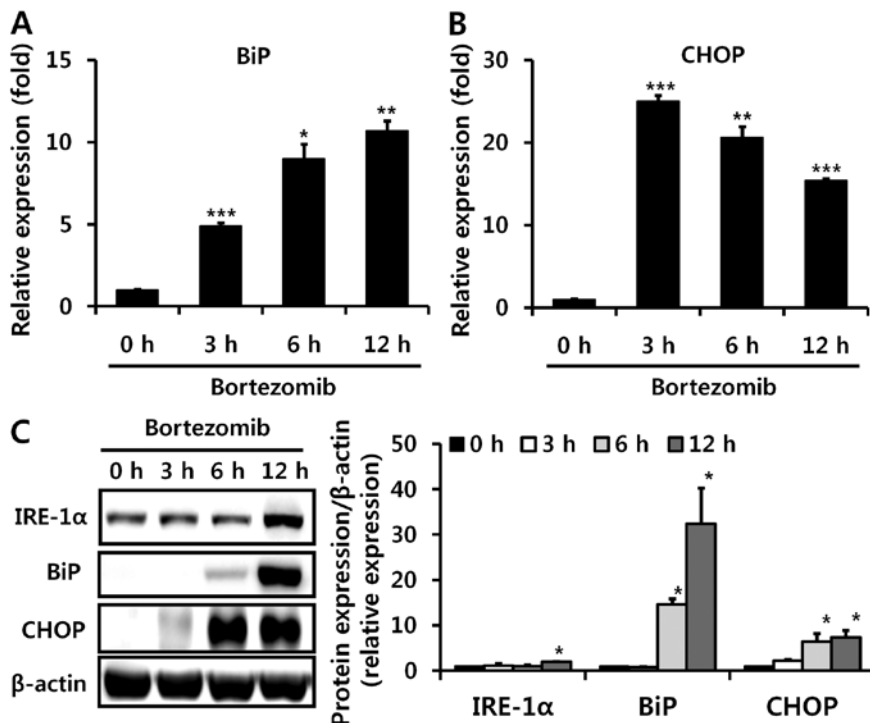 A
BiP
Relative expression (fold)
15
10
5
0
***
*
**
0 h 3 h 6 h 12 h
Bortezomib
B
CHOP
Relative expression (fold)
30
20
10
0
***
**
***
0 h 3 h 6 h 12 h
Bortezomib
C
Bortezomib
0 h 3 h 6 h 12 h
IRE-1α
BiP
CHOP
β-actin
Protein expression/β-actin
(relative expression)
50
40
30
20
10
0
0 h 3 h 6 h 12 h
*
*
*
*
*
IRE-1α BiP CHOP